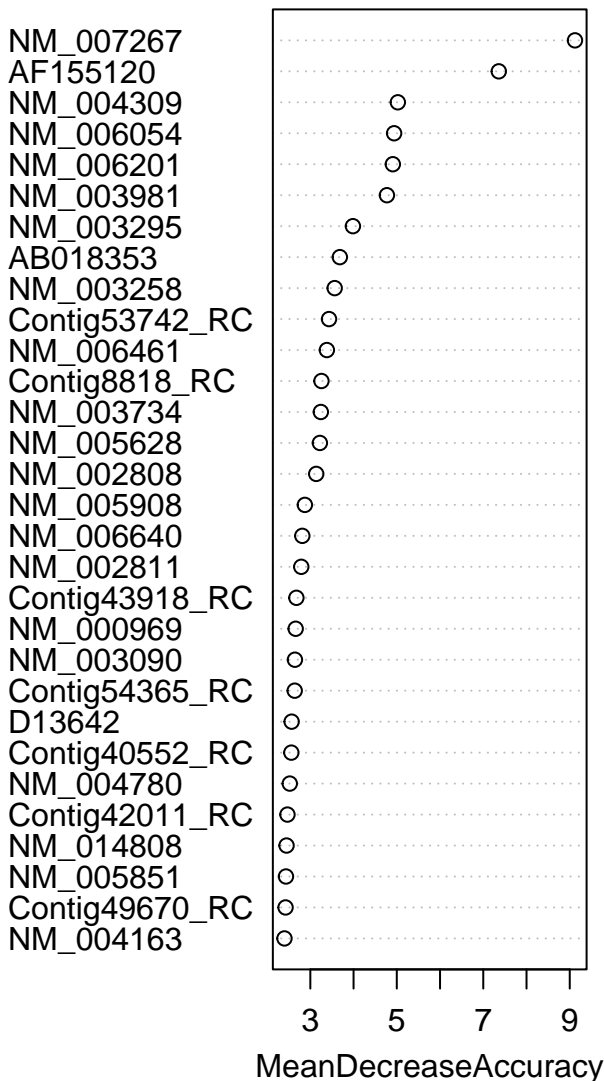 NM_007267
AF155120
NM_004309
NM_006054
NM_006201
NM_003981
NM_003295
AB018353
NM_003258
Contig53742_RC
NM_006461
Contig8818_RC
NM_003734
NM_005628
NM_002808
NM_005908
NM_006640
NM_002811
Contig43918_RC
NM_000969
NM_003090
Contig54365_RC
D13642
Contig40552_RC
NM_004780
Contig42011_RC
NM_014808
NM_005851
Contig49670_RC
NM_004163
3 5 7 9
MeanDecreaseAccuracy